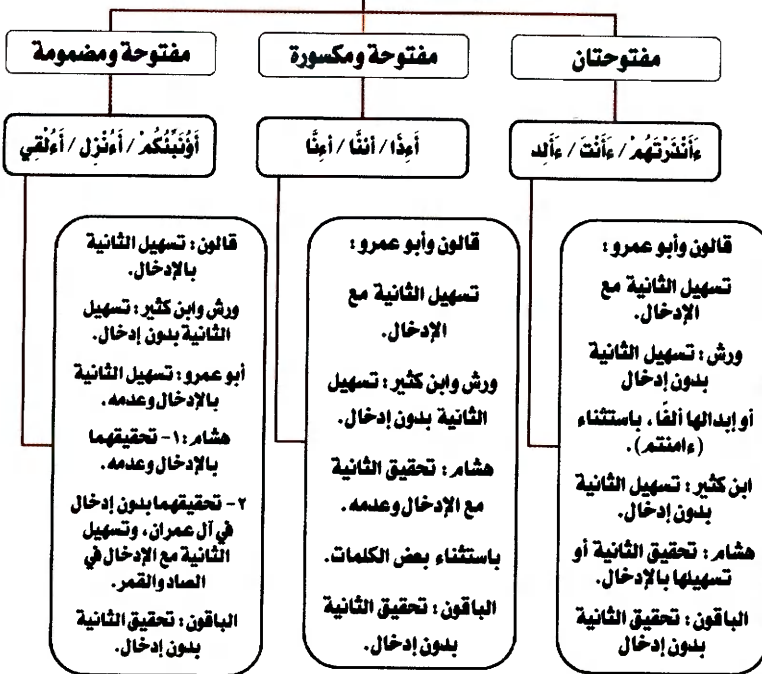 مفتوحتان
ءَأَنْذَرْتَهُمْ / ءَأَنْتَ / ءَأَلِد
قالون وأبو عمرو:
تسهيل الثانية مع
الإدخال.
ورش: تسهيل الثانية
بدون إدخال
أو إبدالها ألفًا، باستثناء
(ءامنتم).
ابن كثير: تسهيل الثانية
بدون إدخال.
هشام: تحقيق الثانية أو
تسهيلها بالإدخال.
الباقون: تحقيق الثانية
بدون إدخال
مفتوحة ومكسورة
أَءِذَا / أَئنَّا / أَءِنَّا
قالون وأبو عمرو:
تسهيل الثانية مع
الإدخال.
ورش وابن كثير: تسهيل
الثانية بدون إدخال.
هشام: تحقيق الثانية
مع الإدخال وعدمه.
باستثناء بعض الكلمات.
الباقون: تحقيق الثانية
بدون إدخال.
مفتوحة ومضمومة
أَؤُنَبِّئُكُمْ / أَءُنْزِل / أَءُلْقِي
قالون: تسهيل الثانية
بالإدخال.
ورش وابن كثير: تسهيل
الثانية بدون إدخال.
أبو عمرو: تسهيل الثانية
بالإدخال وعدمه.
هشام: ١- تحقيقهما
بالإدخال وعدمه.
٢- تحقيقهما بدون إدخال
في آل عمران، وتسهيل
الثانية مع الإدخال في
الصاد والقمر.
الباقون: تحقيق الثانية
بدون إدخال.